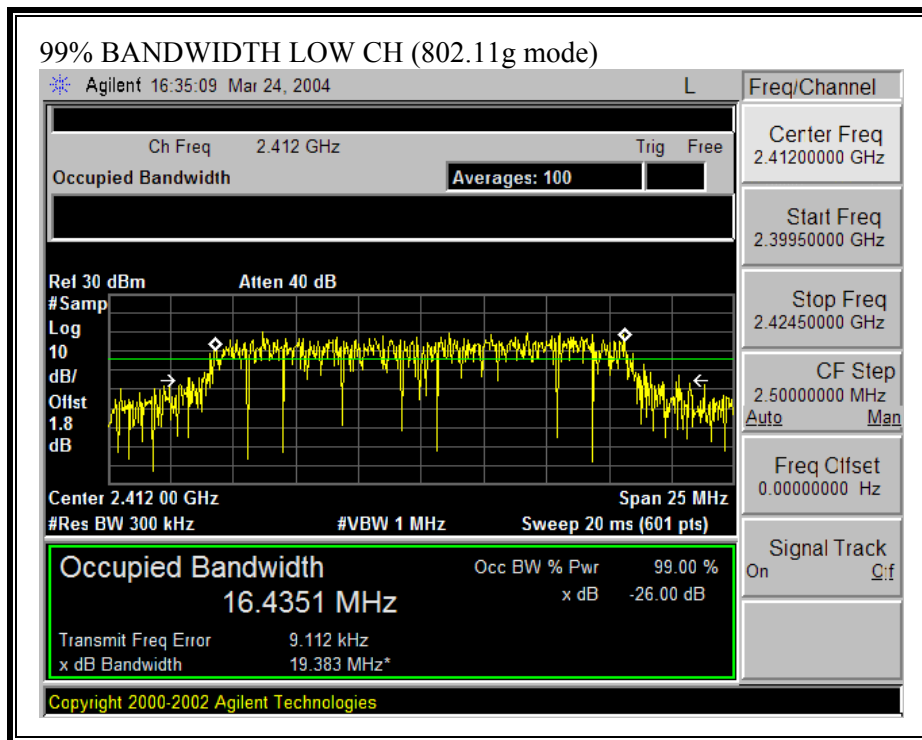 99% BANDWIDTH LOW CH (802.11g mode)
Agilent 16:35:09 Mar 24, 2004 L Freq/Channel
Ch Freq 2.412 GHz Trig Free
Occupied Bandwidth Averages: 100
Center Freq
2.41200000 GHz
Start Freq
2.39950000 GHz
Stop Freq
2.42450000 GHz
CF Step
2.50000000 MHz
Auto Man
Freq Offset
0.00000000 Hz
Signal Track
On Off
Ref 30 dBm Atten 40 dB
#Samp
Log
10
dB/
Offst
1.8
dB
Center 2.412 00 GHz Span 25 MHz
#Res BW 300 kHz #VBW 1 MHz Sweep 20 ms (601 pts)
Occupied Bandwidth Occ BW % Pwr 99.00 %
16.4351 MHz x dB -26.00 dB
Transmit Freq Error 9.112 kHz
x dB Bandwidth 19.383 MHz*
Copyright 2000-2002 Agilent Technologies